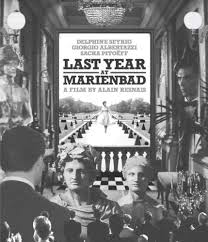 DELPHINE SEYRIG
GIORGIO ALBERTAZZI
SACHA PITOËFF
LAST YEAR
AT
MARIENBAD
A FILM BY ALAIN RESNAIS